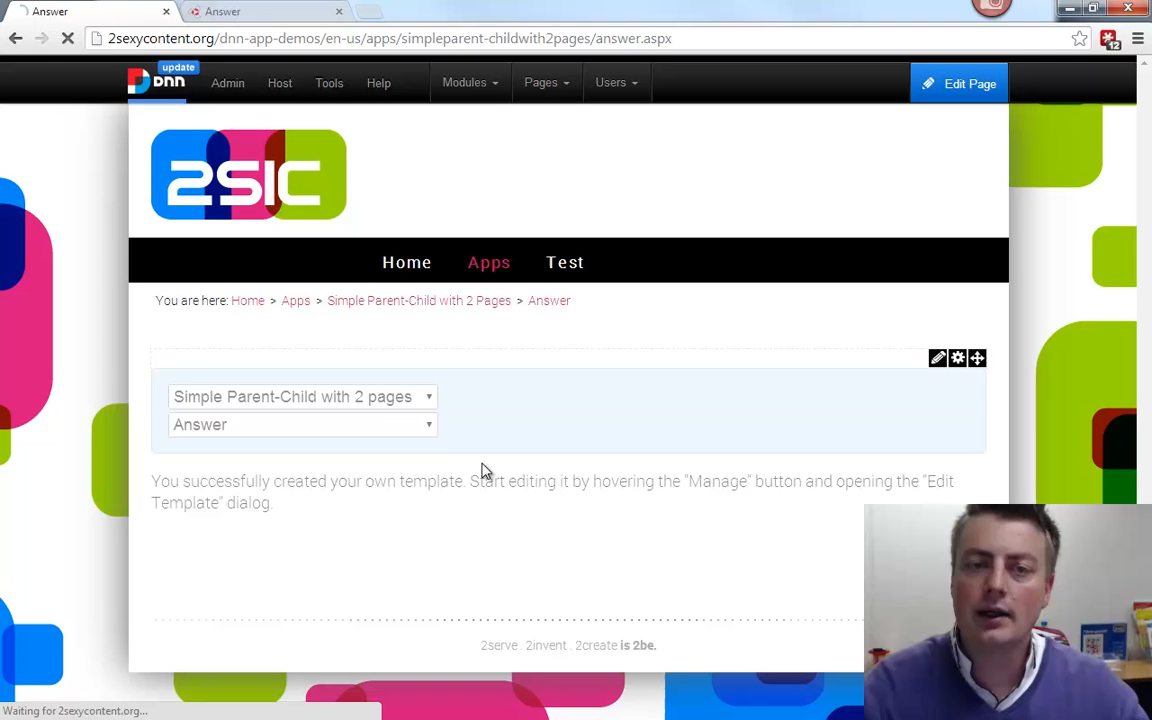 Answer
Answer
2sexycontent.org/dnn-app-demos/en-us/apps/simpleparent-childwith2pages/answer.aspx
12
update
DNN Admin Host Tools Help Modules Pages Users Edit Page
2SIC
Home Apps Test
You are here: Home > Apps > Simple Parent-Child with 2 Pages > Answer
Simple Parent-Child with 2 pages
Answer
You successfully created your own template. Start editing it by hovering the "Manage" button and opening the "Edit
Template" dialog.
2serve . 2invent . 2create is 2be.
Waiting for 2sexycontent.org...